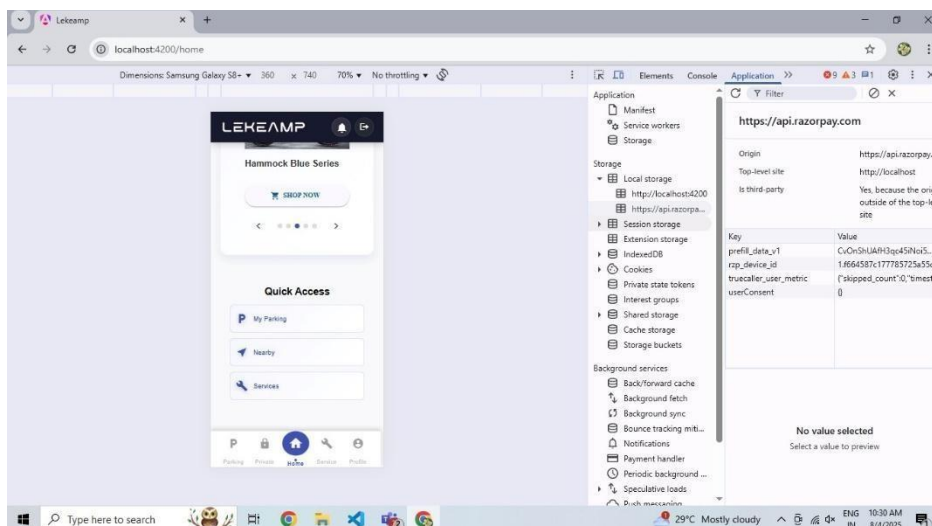 Lekeamp
localhost:4200/home
Dimensions: Samsung Galaxy S8+ 360 x 740 70% No throttling
Elements Console Application
9 3 1
LEKEAMP
Hammock Blue Series
SHOP NOW
Quick Access
P My Parking
Nearby
Services
P
Parking Private Home Service Profile
Application
Manifest
Service workers
Storage
Storage
Local storage
http://localhost:4200
https://api.razorpa...
Session storage
Extension storage
IndexedDB
Cookies
Private state tokens
Interest groups
Shared storage
Cache storage
Storage buckets
Background services
Back/forward cache
Background fetch
Background sync
Bounce tracking miti...
Notifications
Payment handler
Periodic background ...
Speculative loads
Push messaging
Filter
https://api.razorpay.com
Origin https://api.razorpay.
Top-level site http://localhost
Is third-party Yes, because the ori
outside of the top-l
site
Key Value
prefill_data_v1
rzp_device_id
truecaller_user_metric {"skipped_count":0,"timest
userConsent
No value selected
Select a value to preview
Type here to search
29°C Mostly cloudy
ENG 10:30 AM
IN 8/4/2025